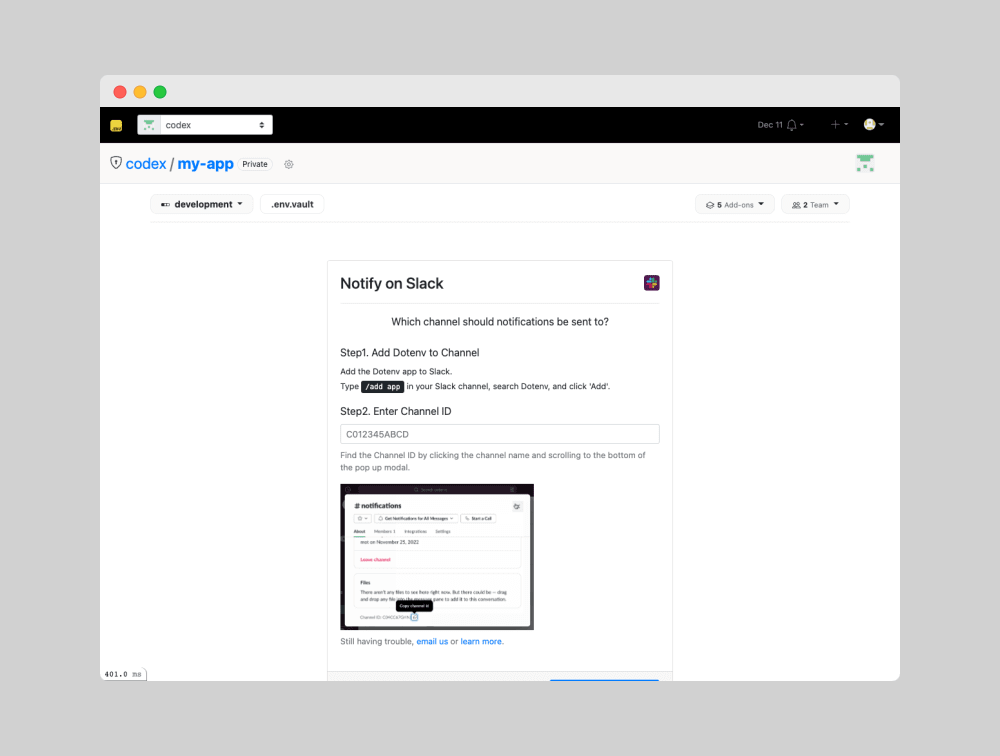 codex
Dec 11
codex / my-app Private
development
.env.vault
5 Add-ons
2 Team
Notify on Slack
Which channel should notifications be sent to?
Step1. Add Dotenv to Channel
Add the Dotenv app to Slack.
Type /add app in your Slack channel, search Dotenv, and click 'Add'.
Step2. Enter Channel ID
C012345ABCD
Find the Channel ID by clicking the channel name and scrolling to the bottom of
the pop up modal.
# notifications
Get Notifications for All Messages
Start a Call
About Members 1 Integrations Settings
on November 25, 2022
Leave channel
Files
There aren't any files to see here right now. But there could be — drag
and drop any file into the message pane to add it to this conversation.
Copy channel ID
Channel ID:
Still having trouble, email us or learn more.
401.0 ms